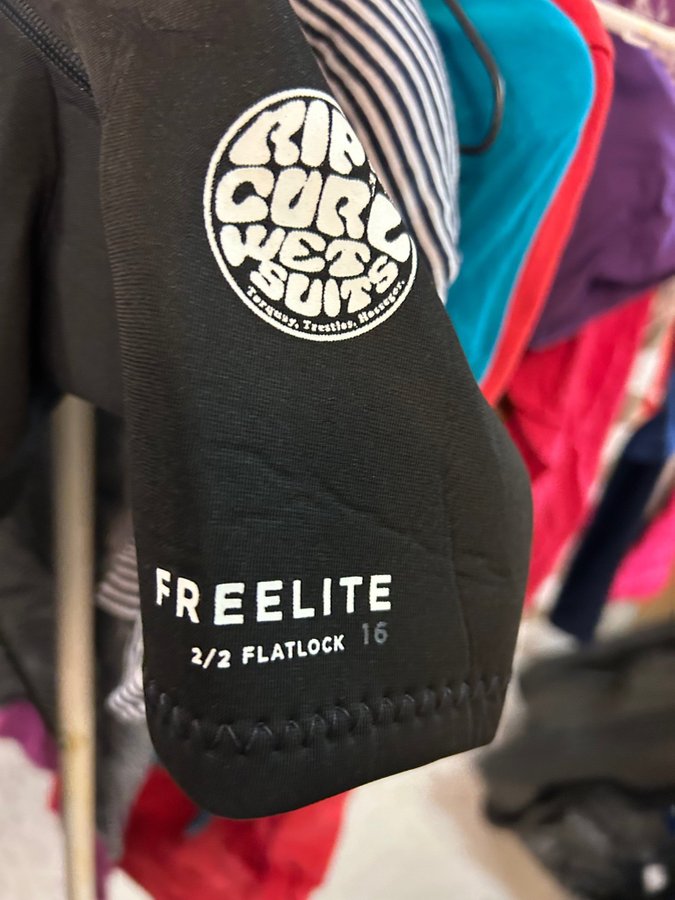 RIP
CURL
WET
SUITS
Torquay, Trestles, Hossegor.
FREELITE
2/2 FLATLOCK 16